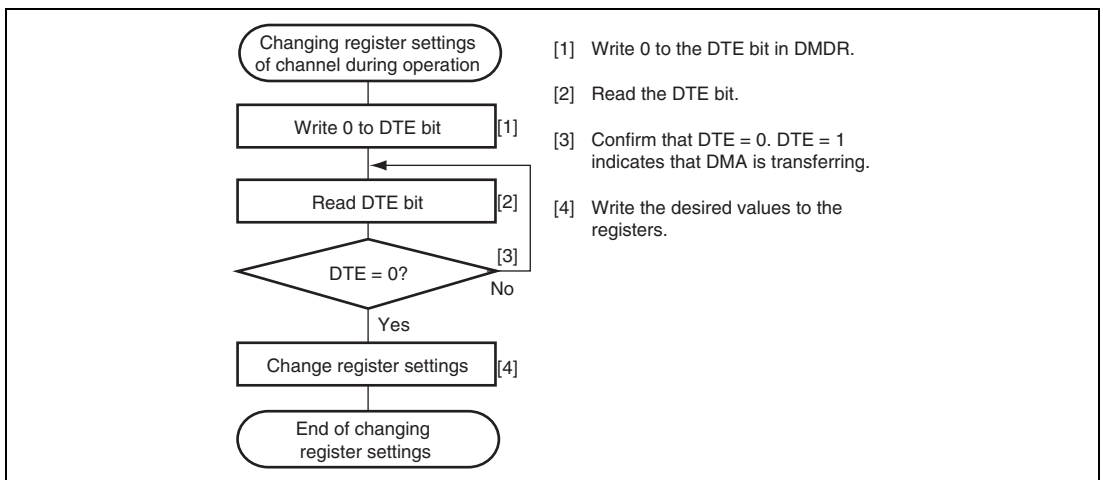 Changing register settings
of channel during operation
Write 0 to DTE bit
[1]
Read DTE bit
[2]
DTE = 0?
[3]
No
Yes
Change register settings
[4]
End of changing
register settings
[1] Write 0 to the DTE bit in DMDR.
[2] Read the DTE bit.
[3] Confirm that DTE = 0. DTE = 1
indicates that DMA is transferring.
[4] Write the desired values to the
registers.